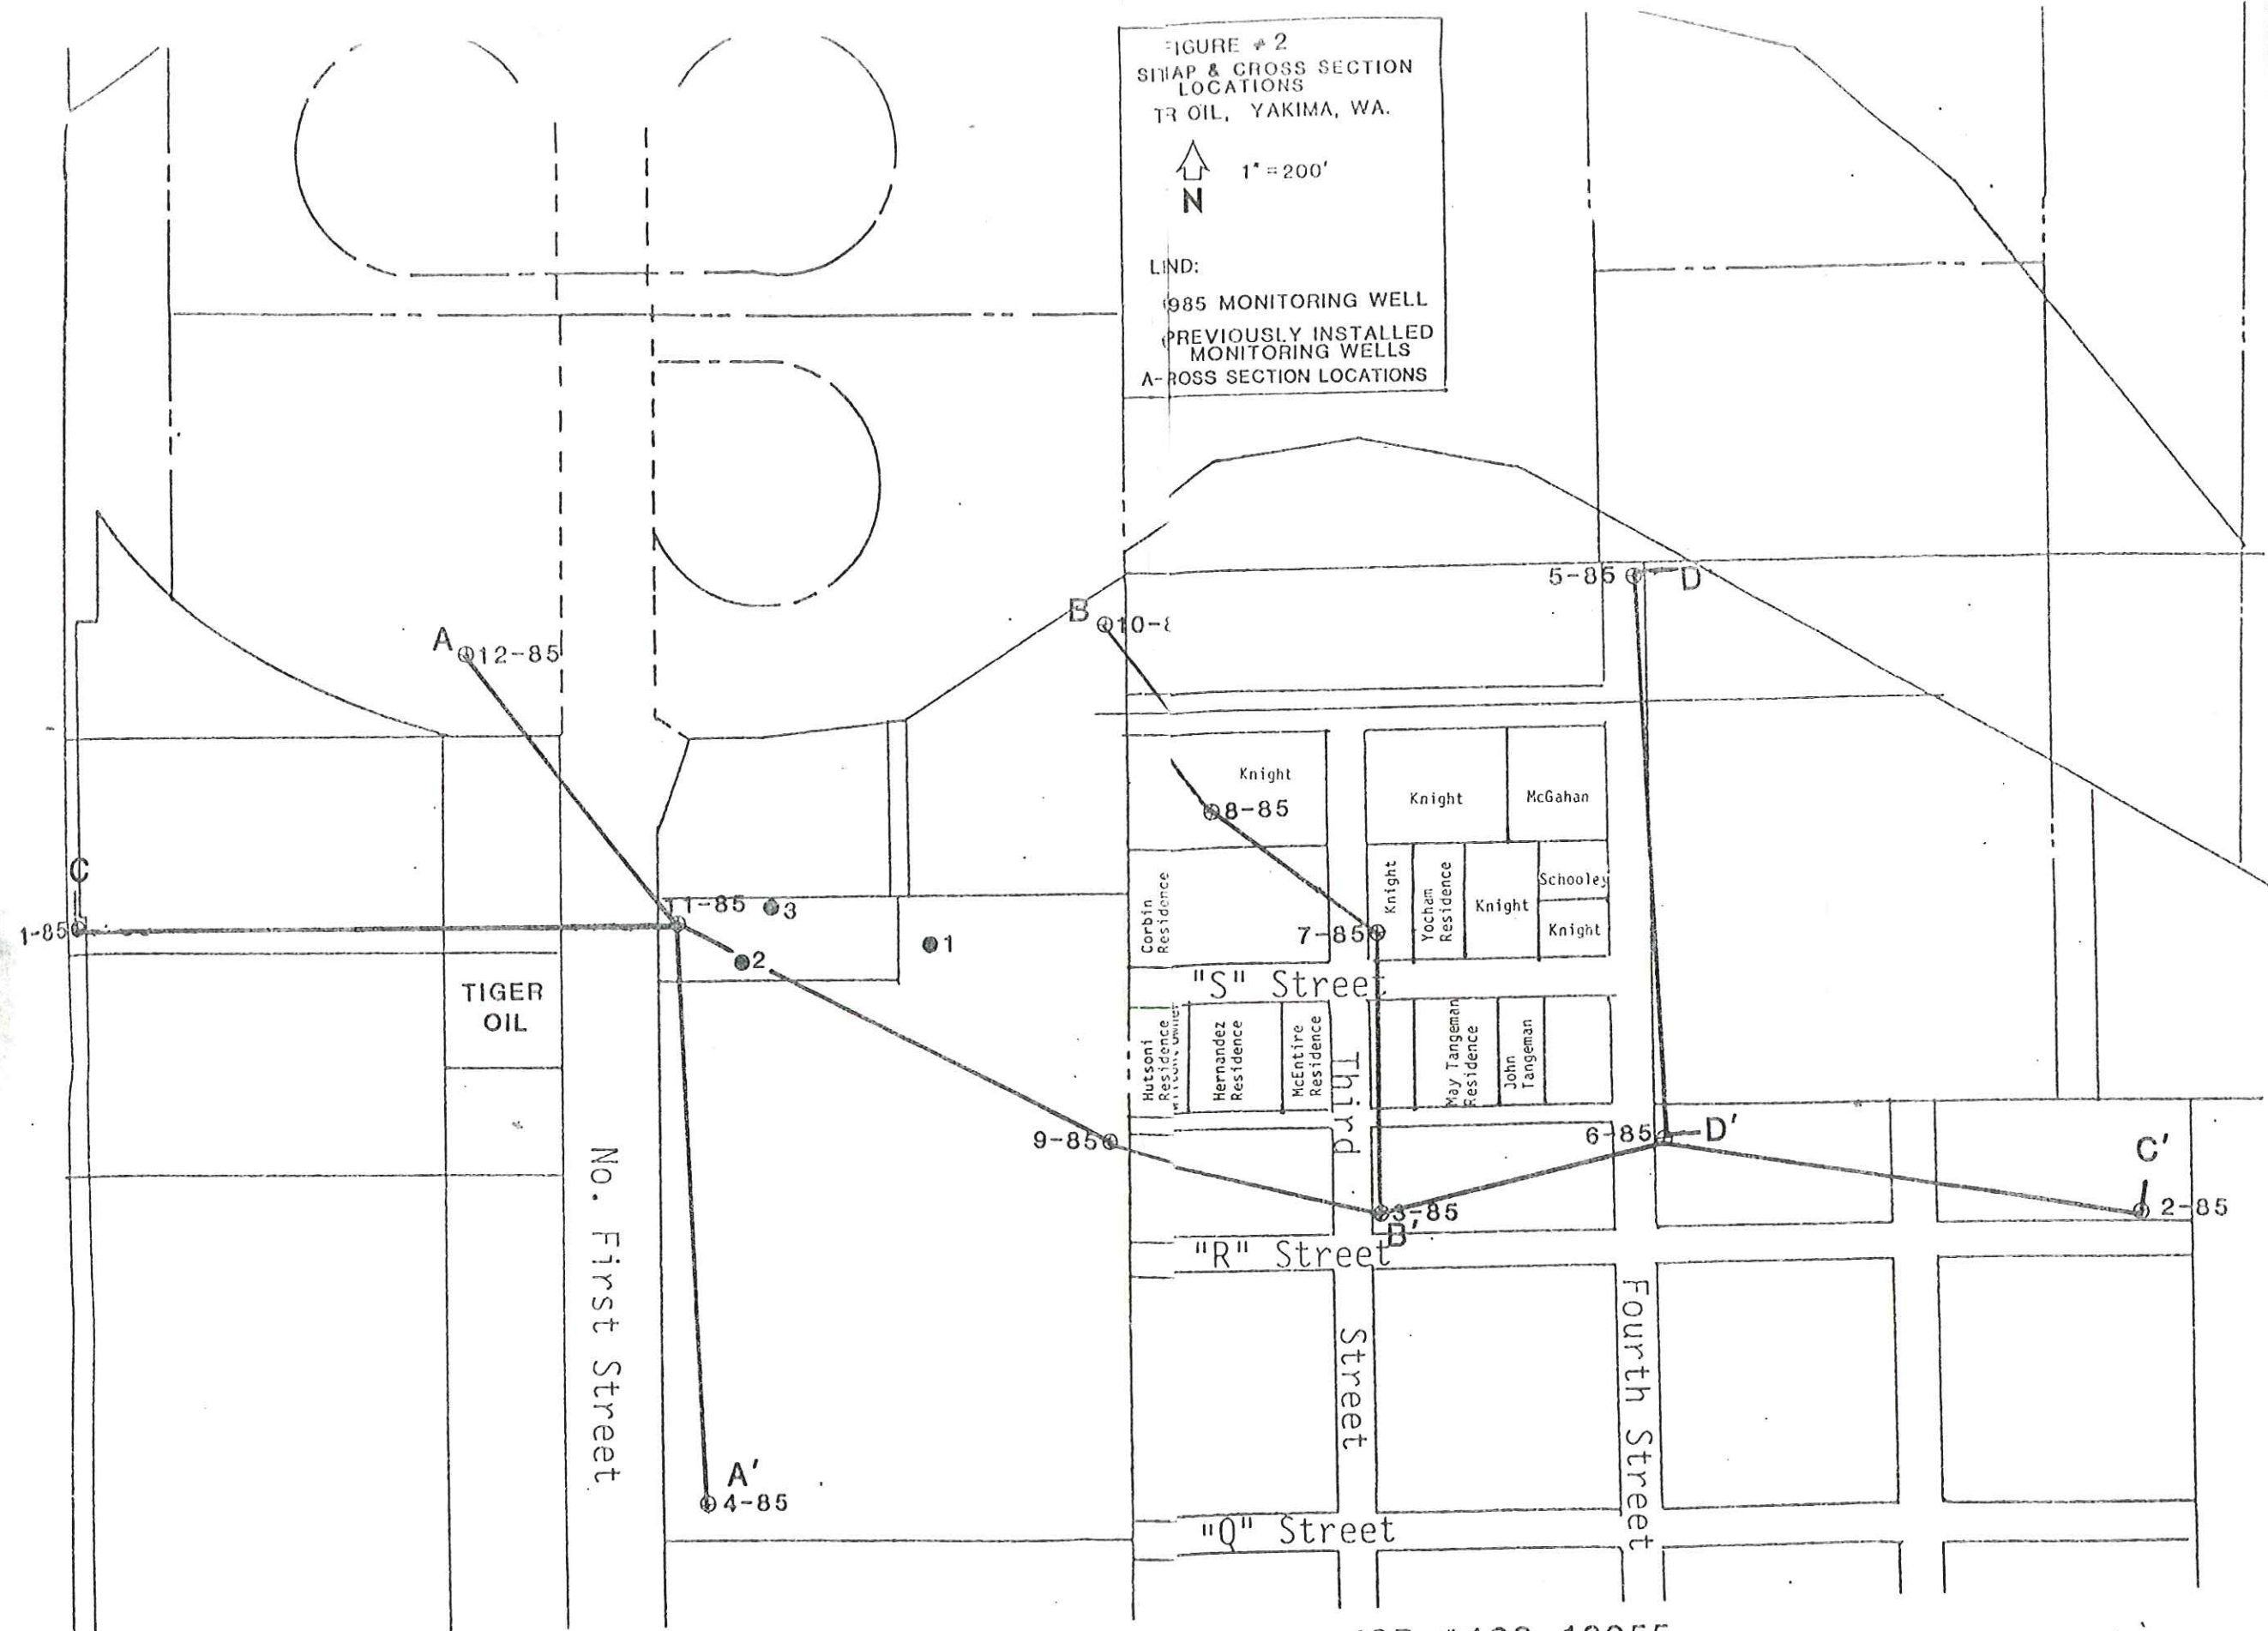 FIGURE # 2
SITMAP & CROSS SECTION
LOCATIONS
OIL, YAKIMA, WA.
1" = 200'
N
985 MONITORING WELL
PREVIOUSLY INSTALLED
MONITORING WELLS
A- ROSS SECTION LOCATIONS
5-85
D
B
10-8
A
12-85
Knight
8-85
Knight
McGahan
C
1-85
1-85
3
2
1
Corbin
Residence
7-85
Knight
Yocham
Residence
Knight
Schooley
Knight
"S" Street
TIGER
OIL
Hutsoni
Residence
Hernandez
Residence
McEntire
Residence
Third
May Tangeman
Residence
John
Tangeman
9-85
6-85
D'
C'
2-85
3-85
B'
"R" Street
No. First Street
Street
Fourth Street
A'
4-85
"Q" Street